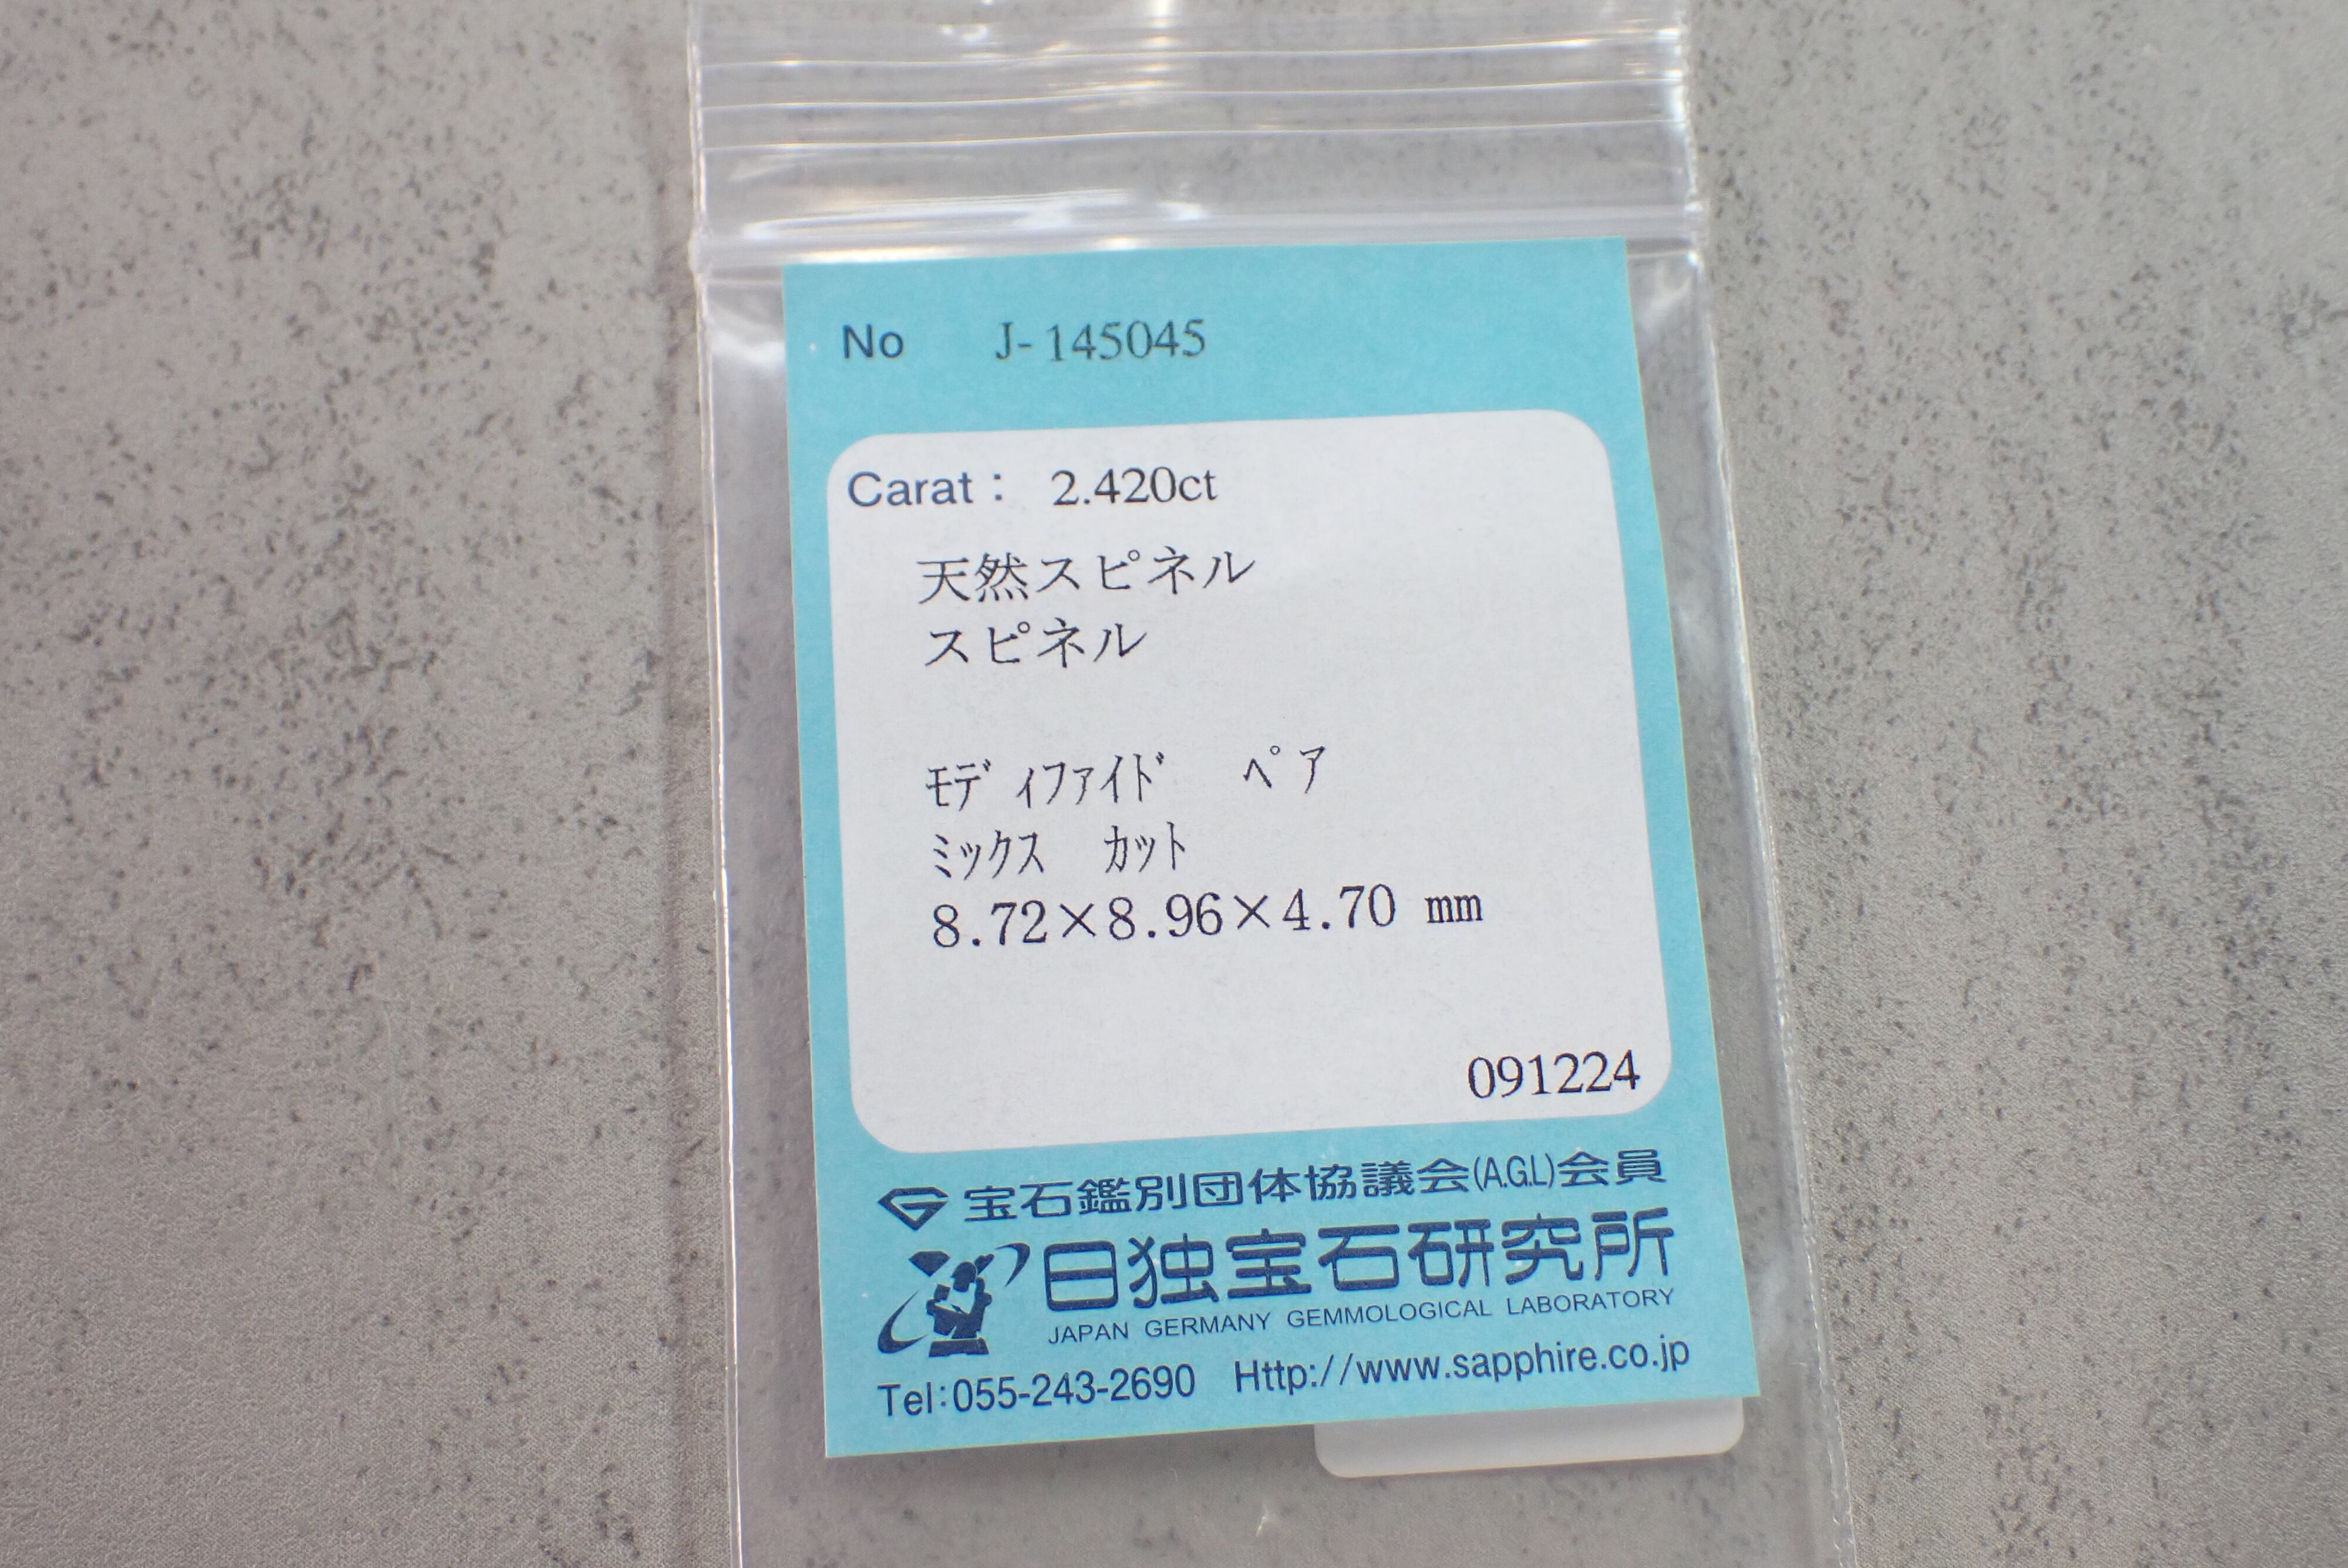 No J-145045
Carat： 2.420ct
天然スピネル
スピネル
ﾓﾃﾞｨﾌｧｲﾄﾞ ﾍﾟｱ
ﾐｯｸｽ ｶｯﾄ
8.72×8.96×4.70 mm
091224
宝石鑑別団体協議会(A.G.L)会員
日独宝石研究所
JAPAN GERMANY GEMMOLOGICAL LABORATORY
Tel:055-243-2690 Http://www.sapphire.co.jp